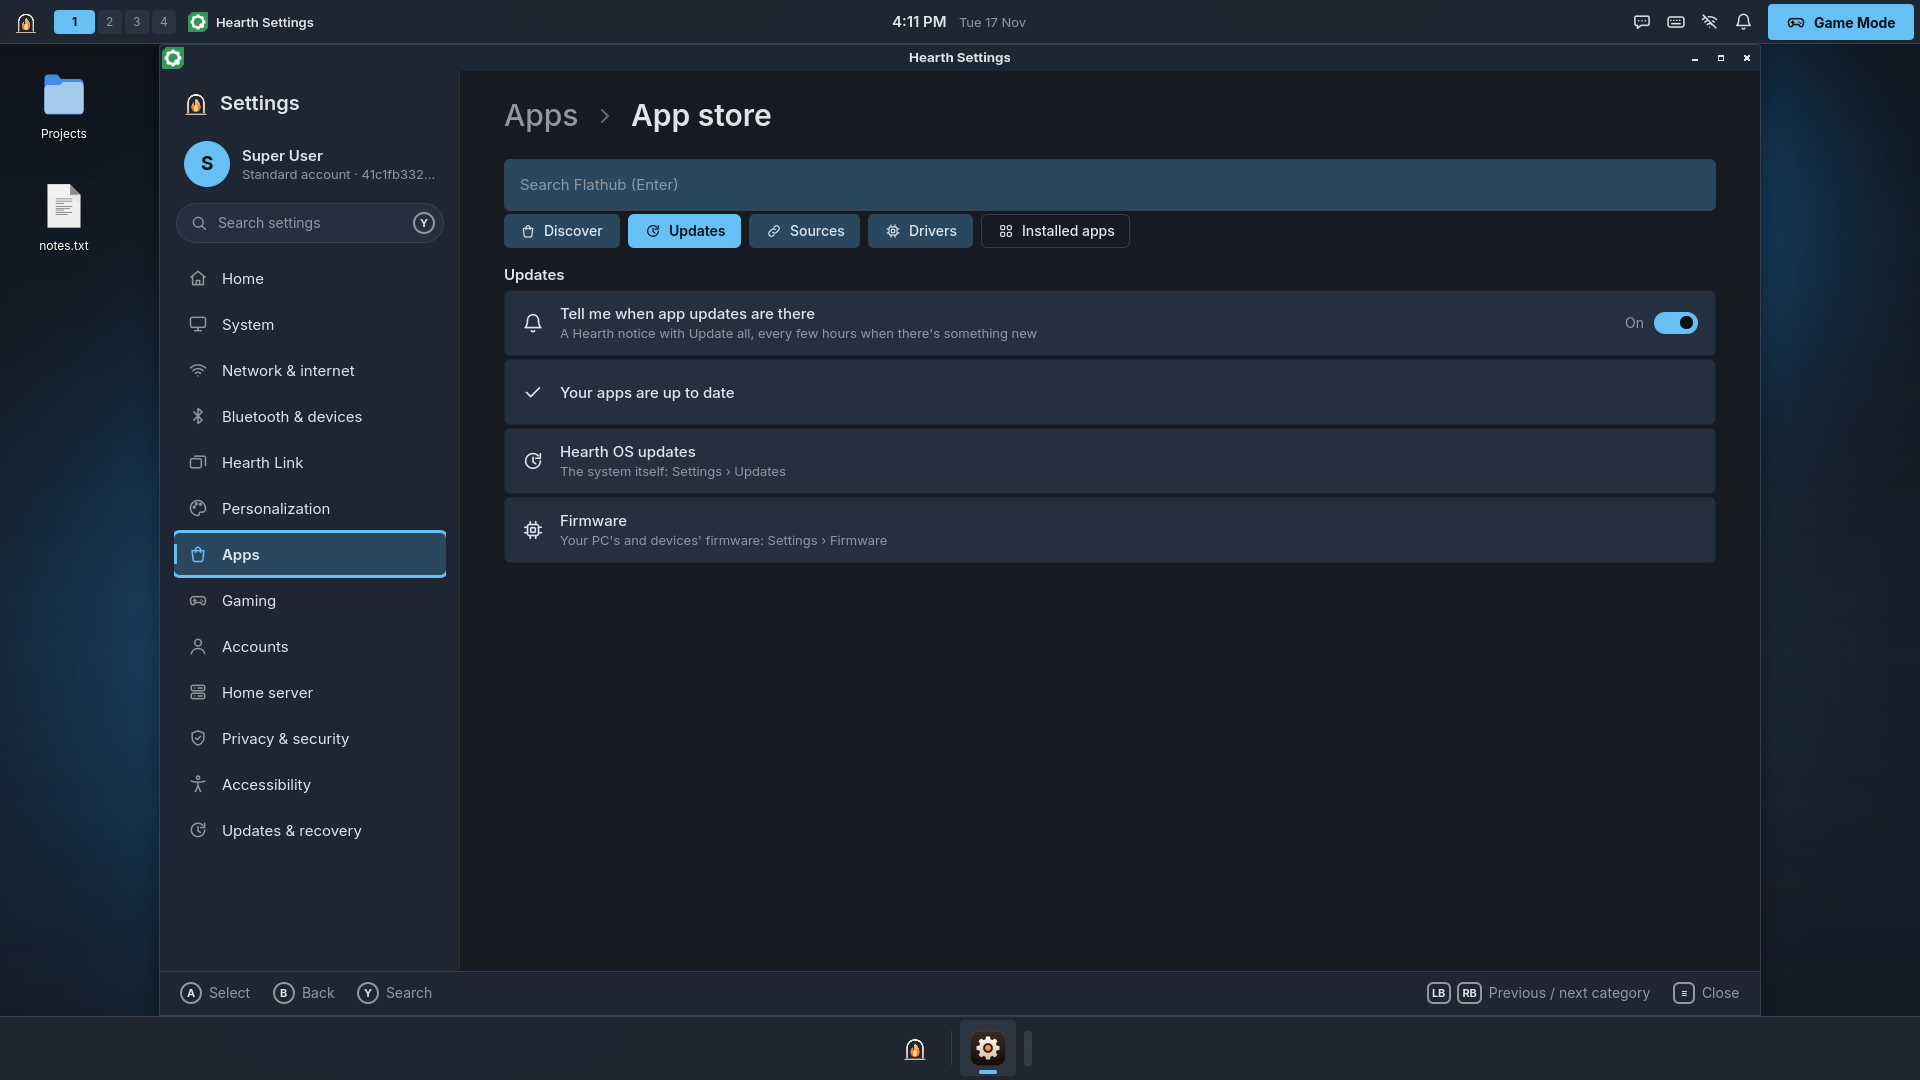 1 2 3 4 Hearth Settings
4:11 PM Tue 17 Nov
Game Mode
Hearth Settings
Projects
notes.txt
Settings
S
Super User
Standard account · 41c1fb332...
Search settings Y
Home
System
Network & internet
Bluetooth & devices
Hearth Link
Personalization
Apps
Gaming
Accounts
Home server
Privacy & security
Accessibility
Updates & recovery
Apps > App store
Search Flathub (Enter)
Discover Updates Sources Drivers Installed apps
Updates
Tell me when app updates are there
A Hearth notice with Update all, every few hours when there's something new
On
Your apps are up to date
Hearth OS updates
The system itself: Settings › Updates
Firmware
Your PC's and devices' firmware: Settings › Firmware
A Select B Back Y Search
LB RB Previous / next category ≡ Close